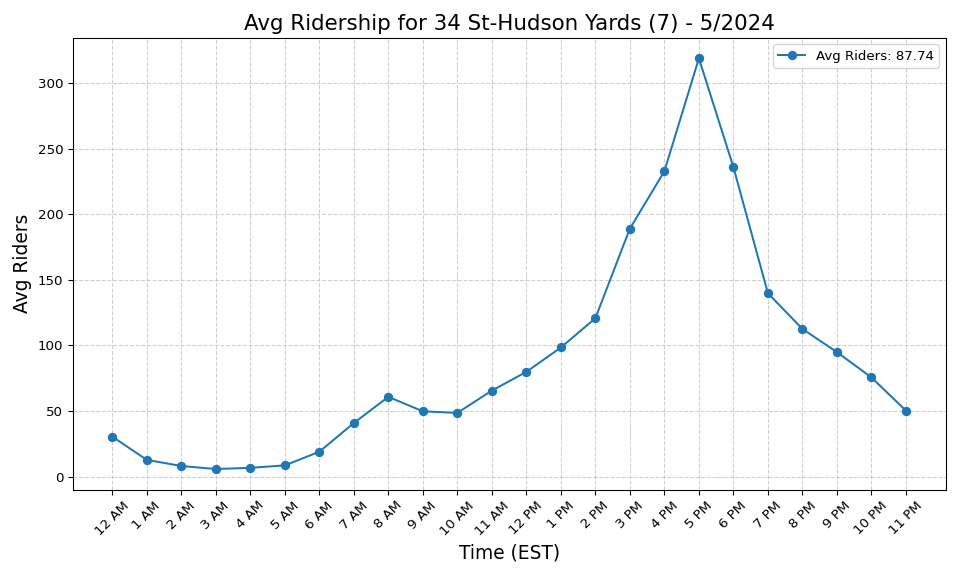 Avg Ridership for 34 St-Hudson Yards (7) - 5/2024
Avg Riders: 87.74
Avg Riders
300
250
200
150
100
50
0
12 AM
1 AM
2 AM
3 AM
4 AM
5 AM
6 AM
7 AM
8 AM
9 AM
10 AM
11 AM
12 PM
1 PM
2 PM
3 PM
4 PM
5 PM
6 PM
7 PM
8 PM
9 PM
10 PM
11 PM
Time (EST)